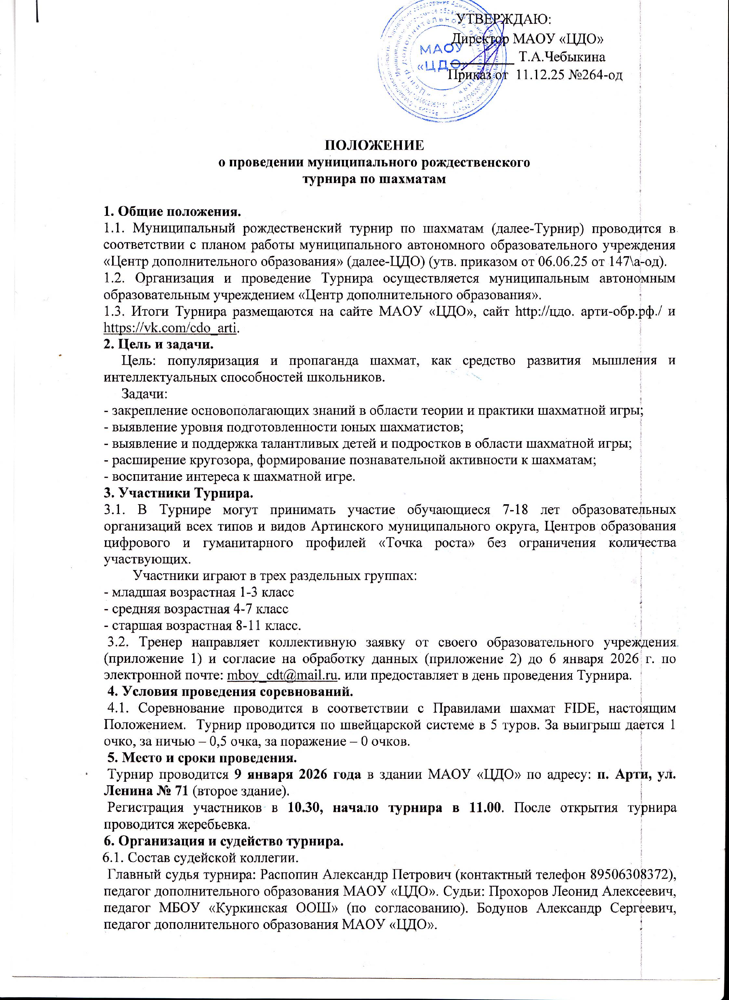 УТВЕРЖДАЮ:
Директор МАОУ «ЦДО»
МАОУ
«ЦДО»
Т.А.Чебыкина
Приказ от 11.12.25 №264-од
ПОЛОЖЕНИЕ
о проведении муниципального рождественского
турнира по шахматам
1. Общие положения.
1.1. Муниципальный рождественский турнир по шахматам (далее-Турнир) проводится в
соответствии с планом работы муниципального автономного образовательного учреждения
«Центр дополнительного образования» (далее-ЦДО) (утв. приказом от 06.06.25 от 147\а-од).
1.2. Организация и проведение Турнира осуществляется муниципальным автономным
образовательным учреждением «Центр дополнительного образования».
1.3. Итоги Турнира размещаются на сайте МАОУ «ЦДО», сайт http://цдо. арти-обр.рф./ и
https://vk.com/cdo_arti.
2. Цель и задачи.
Цель: популяризация и пропаганда шахмат, как средство развития мышления и
интеллектуальных способностей школьников.
Задачи:
- закрепление основополагающих знаний в области теории и практики шахматной игры;
- выявление уровня подготовленности юных шахматистов;
- выявление и поддержка талантливых детей и подростков в области шахматной игры;
- расширение кругозора, формирование познавательной активности к шахматам;
- воспитание интереса к шахматной игре.
3. Участники Турнира.
3.1. В Турнире могут принимать участие обучающиеся 7-18 лет образовательных
организаций всех типов и видов Артинского муниципального округа, Центров образования
цифрового и гуманитарного профилей «Точка роста» без ограничения количества
участвующих.
Участники играют в трех раздельных группах:
- младшая возрастная 1-3 класс
- средняя возрастная 4-7 класс
- старшая возрастная 8-11 класс.
3.2. Тренер направляет коллективную заявку от своего образовательного учреждения
(приложение 1) и согласие на обработку данных (приложение 2) до 6 января 2026 г. по
электронной почте: mboy_cdt@mail.ru. или предоставляет в день проведения Турнира.
4. Условия проведения соревнований.
4.1. Соревнование проводится в соответствии с Правилами шахмат FIDE, настоящим
Положением. Турнир проводится по швейцарской системе в 5 туров. За выигрыш дается 1
очко, за ничью – 0,5 очка, за поражение – 0 очков.
5. Место и сроки проведения.
Турнир проводится 9 января 2026 года в здании МАОУ «ЦДО» по адресу: п. Арти, ул.
Ленина № 71 (второе здание).
Регистрация участников в 10.30, начало турнира в 11.00. После открытия турнира
проводится жеребьевка.
6. Организация и судейство турнира.
6.1. Состав судейской коллегии.
Главный судья турнира: Распопин Александр Петрович (контактный телефон 89506308372),
педагог дополнительного образования МАОУ «ЦДО». Судьи: Прохоров Леонид Алексеевич,
педагог МБОУ «Куркинская ООШ» (по согласованию). Бодунов Александр Сергеевич,
педагог дополнительного образования МАОУ «ЦДО».